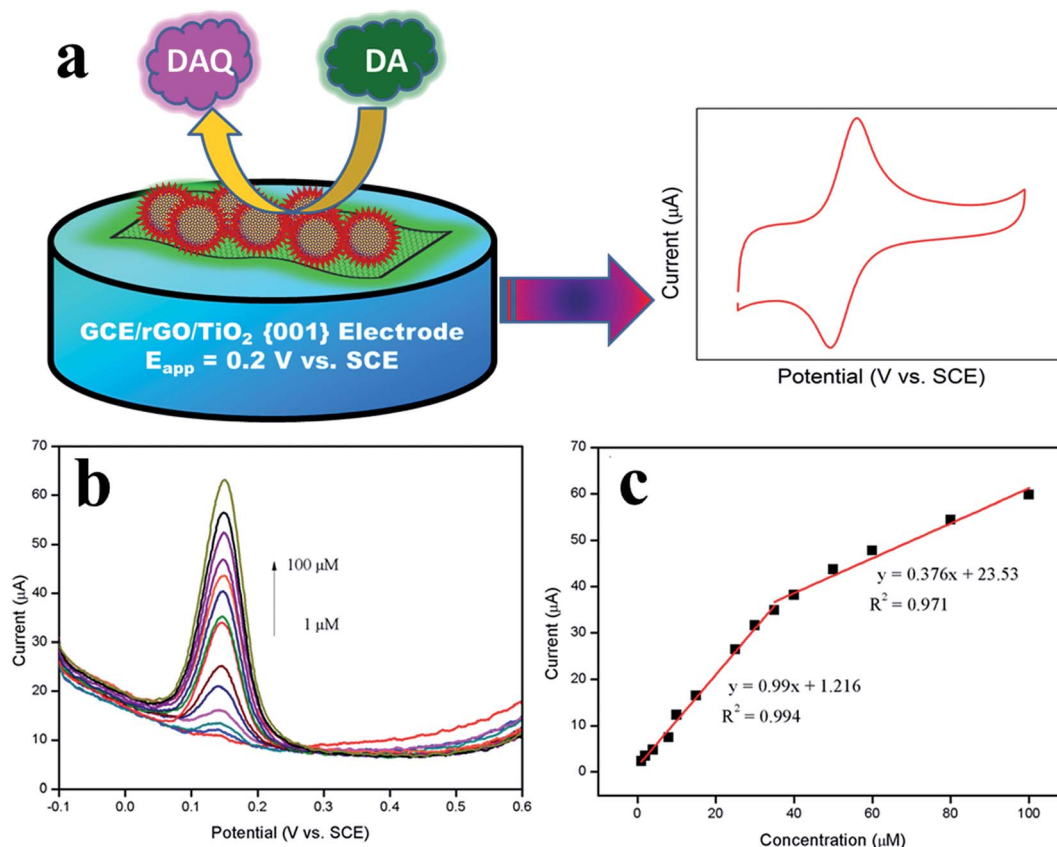 a
DAQ
DA
GCE/rGO/TiO₂ {001} Electrode
E_app = 0.2 V vs. SCE
Current (µA)
Potential (V vs. SCE)
b
70
60
50
40
30
20
10
0
-0.1
0.0
0.1
0.2
0.3
0.4
0.5
0.6
Current (µA)
Potential (V vs. SCE)
100 µM
1 µM
c
70
60
50
40
30
20
10
0
0
20
40
60
80
100
Current (µA)
Concentration (µM)
y = 0.376x + 23.53
R² = 0.971
y = 0.99x + 1.216
R² = 0.994